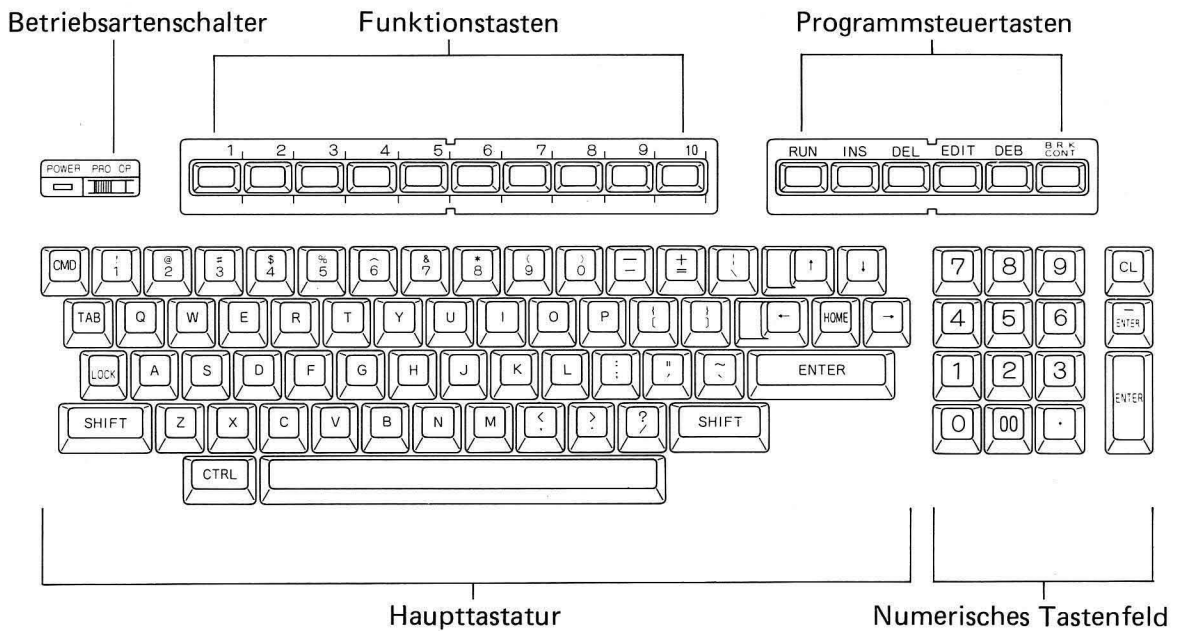 Betriebsartenschalter Funktionstasten Programmsteuertasten
1 2 3 4 5 6 7 8 9 10 RUN INS DEL EDIT DEB BRK CONT
POWER PRO OP
CMD ! 1 @ 2 # 3 $ 4 % 5 ^ 6 & 7 * 8 ( 9 ) 0 — – + = ¦ \ ↑ ↓ 7 8 9 CL
TAB Q W E R T Y U I O P { [ } ] ← HOME → 4 5 6 – ENTER
LOCK A S D F G H J K L : ; " ' ~ ` ENTER 1 2 3 ENTER
SHIFT Z X C V B N M < , > . ? / SHIFT 0 00 .
CTRL
Haupttastatur Numerisches Tastenfeld